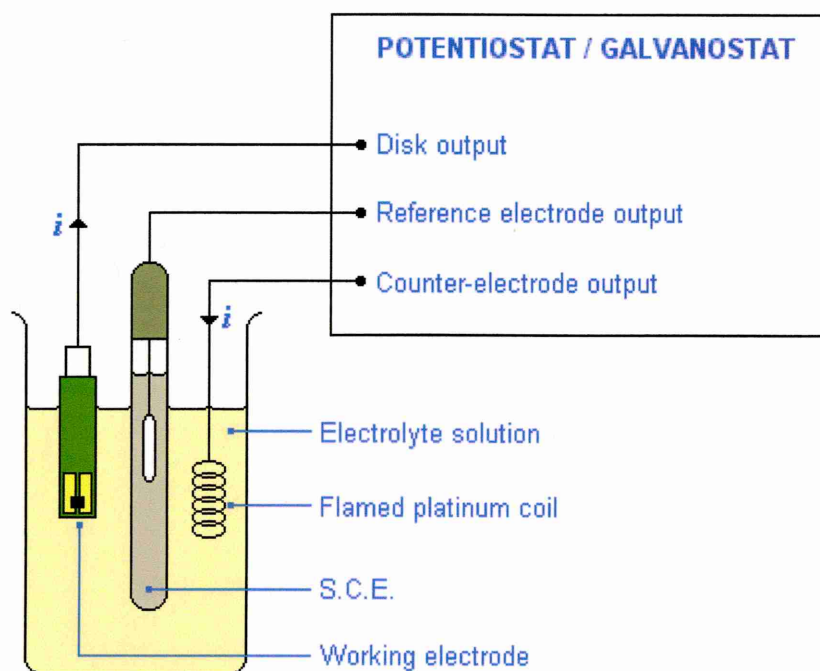 POTENTIOSTAT / GALVANOSTAT
Disk output
Reference electrode output
Counter-electrode output
i
i
Electrolyte solution
Flamed platinum coil
S.C.E.
Working electrode